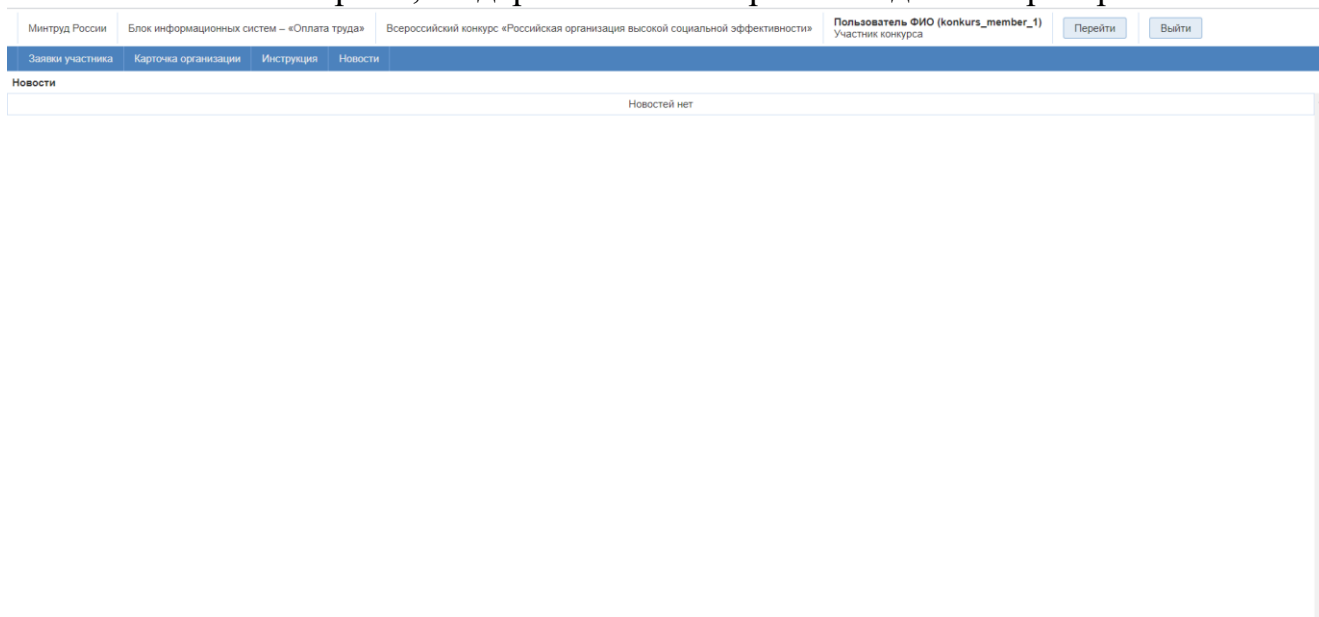 Минтруд России Блок информационных систем – «Оплата труда» Всероссийский конкурс «Российская организация высокой социальной эффективности» Пользователь ФИО (konkurs_member_1) Перейти Выйти
Участник конкурса
Заявки участника Карточка организации Инструкция Новости
Новости
Новостей нет